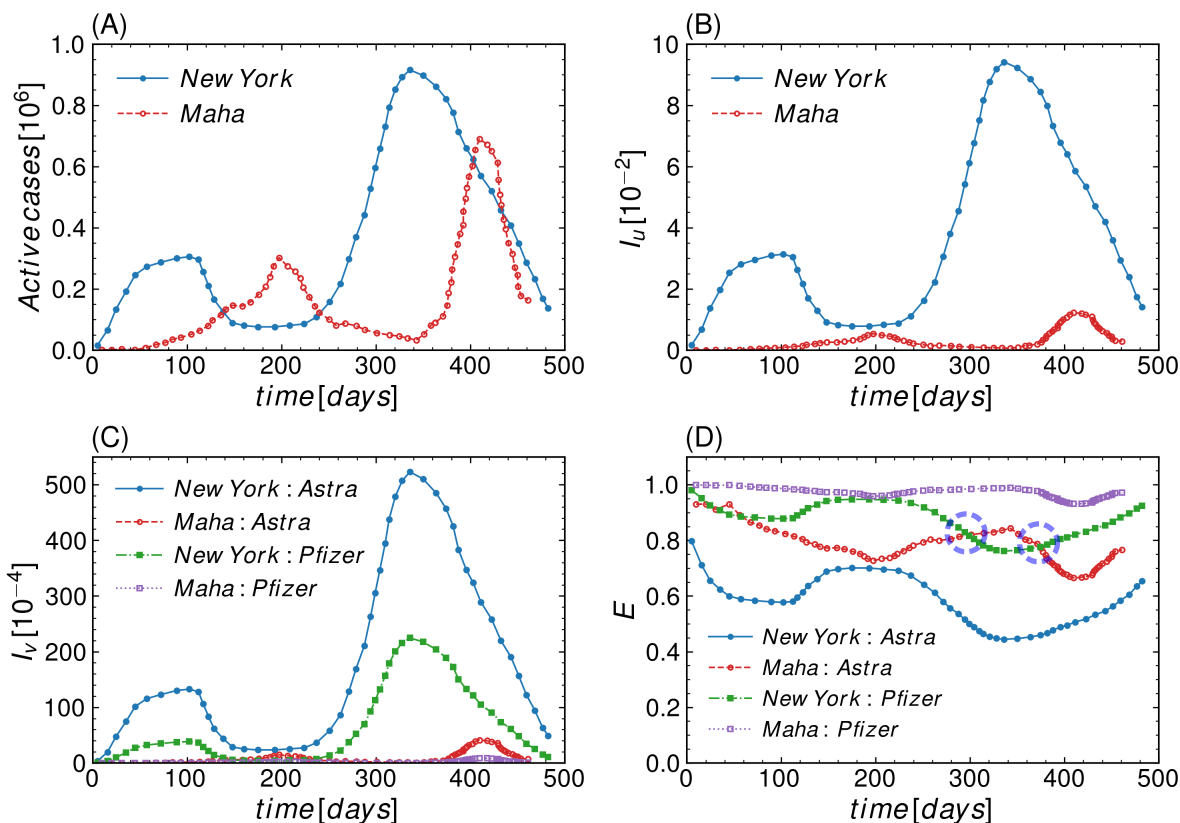 (A)
1.0
0.8
0.6
0.4
0.2
0.0
Active cases [10^6]
New York
Maha
0 100 200 300 400 500
time [days]
(B)
10
8
6
4
2
0
I_u [10^-2]
New York
Maha
0 100 200 300 400 500
time [days]
(C)
500
400
300
200
100
0
I_v [10^-4]
New York : Astra
Maha : Astra
New York : Pfizer
Maha : Pfizer
0 100 200 300 400 500
time [days]
(D)
1.0
0.8
0.6
0.4
0.2
0.0
E
New York : Astra
Maha : Astra
New York : Pfizer
Maha : Pfizer
0 100 200 300 400 500
time [days]